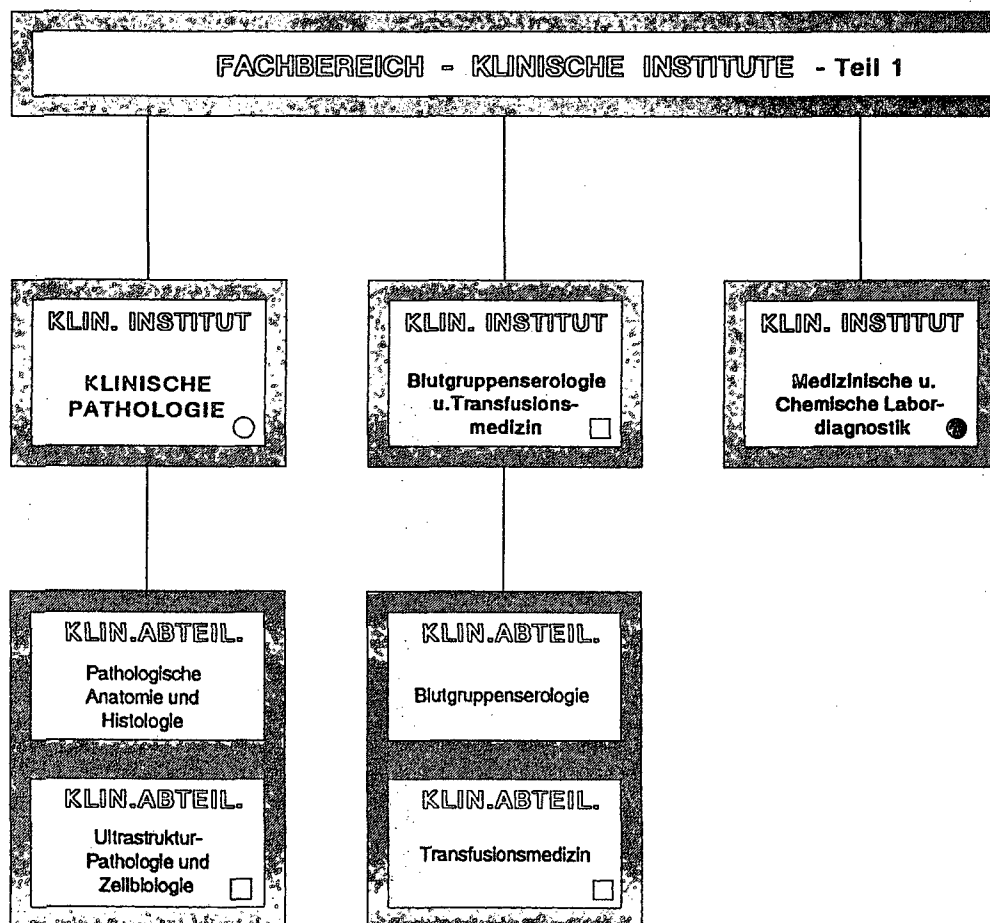 FACHBEREICH - KLINISCHE INSTITUTE - Teil 1
KLIN. INSTITUT
KLINISCHE
PATHOLOGIE
KLIN. INSTITUT
Blutgruppenserologie
u.Transfusions-
medizin
KLIN. INSTITUT
Medizinische u.
Chemische Labor-
diagnostik
KLIN.ABTEIL.
Pathologische
Anatomie und
Histologie
KLIN.ABTEIL.
Blutgruppenserologie
KLIN.ABTEIL.
Ultrastruktur-
Pathologie und
Zellbiologie
KLIN.ABTEIL.
Transfusionsmedizin